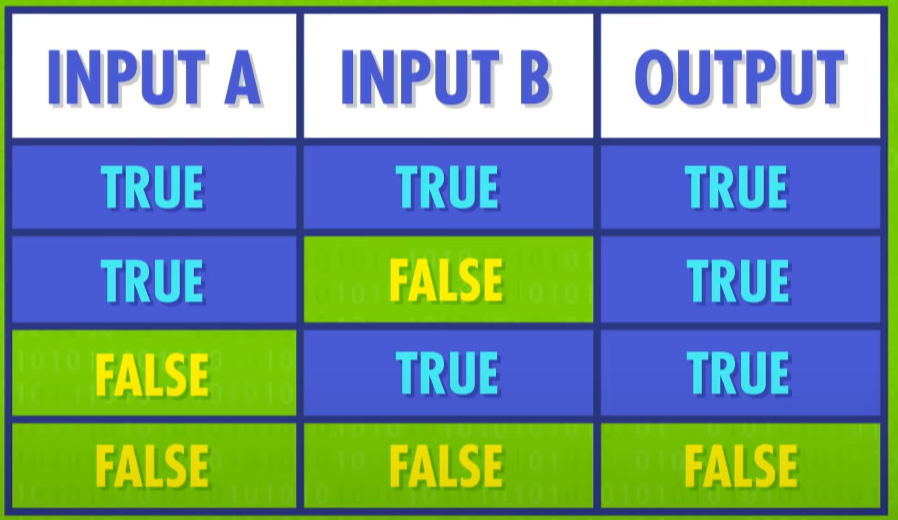 INPUT A INPUT B OUTPUT
TRUE TRUE TRUE
TRUE FALSE TRUE
FALSE TRUE TRUE
FALSE FALSE FALSE